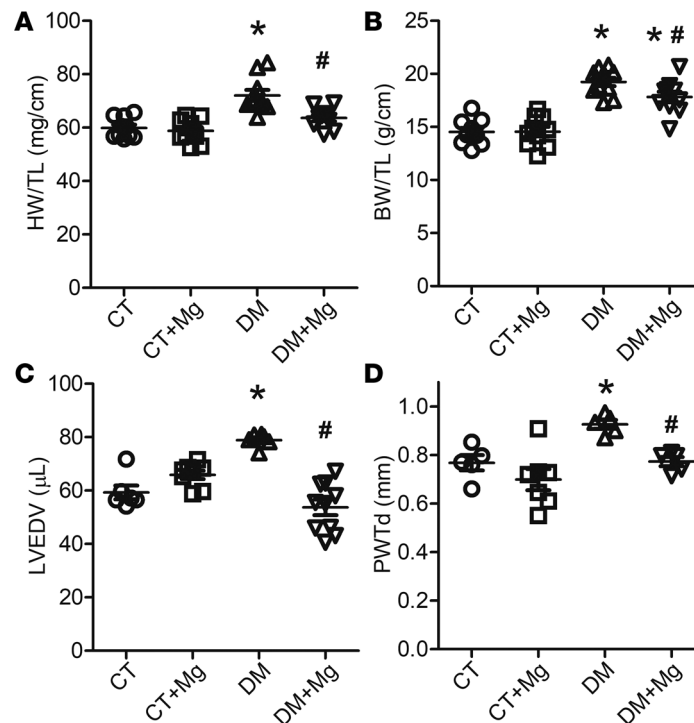 A
HW/TL (mg/cm)
100
80
60
40
20
0
*
#
CT
CT+Mg
DM
DM+Mg
B
BW/TL (g/cm)
25
20
15
10
5
0
*
* #
CT
CT+Mg
DM
DM+Mg
C
LVEDV (μL)
100
80
60
40
20
0
*
#
CT
CT+Mg
DM
DM+Mg
D
PWTd (mm)
1.0
0.8
0.6
0.4
0.2
0.0
*
#
CT
CT+Mg
DM
DM+Mg